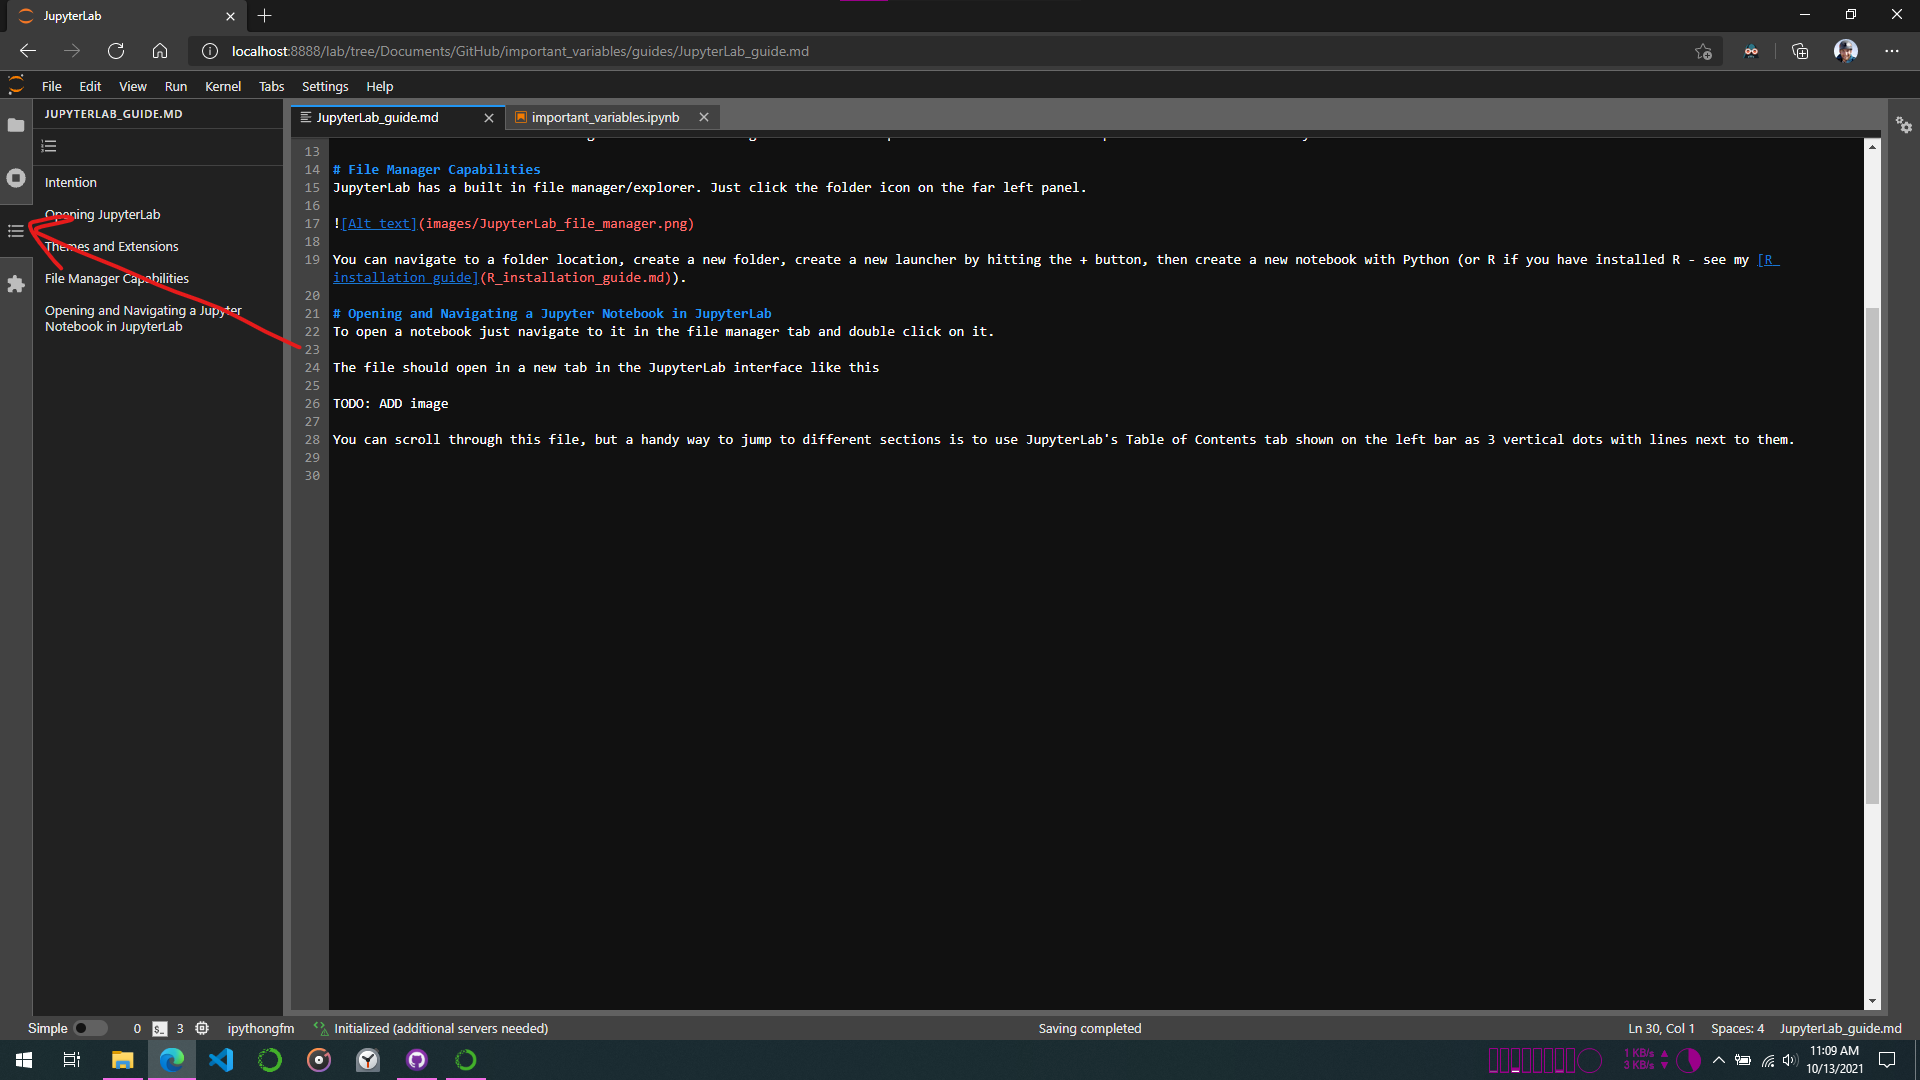 JupyterLab
localhost:8888/lab/tree/Documents/GitHub/important_variables/guides/JupyterLab_guide.md
File Edit View Run Kernel Tabs Settings Help
JUPYTERLAB_GUIDE.MD
Intention
Opening JupyterLab
Themes and Extensions
File Manager Capabilities
Opening and Navigating a Jupyter
Notebook in JupyterLab
JupyterLab_guide.md
important_variables.ipynb
13
14 # File Manager Capabilities
15 JupyterLab has a built in file manager/explorer. Just click the folder icon on the far left panel.
16
17 ![Alt text](images/JupyterLab_file_manager.png)
18
19 You can navigate to a folder location, create a new folder, create a new launcher by hitting the + button, then create a new notebook with Python (or R if you have installed R - see my [R
installation guide](R_installation_guide.md)).
20
21 # Opening and Navigating a Jupyter Notebook in JupyterLab
22 To open a notebook just navigate to it in the file manager tab and double click on it.
23
24 The file should open in a new tab in the JupyterLab interface like this
25
26 TODO: ADD image
27
28 You can scroll through this file, but a handy way to jump to different sections is to use JupyterLab's Table of Contents tab shown on the left bar as 3 vertical dots with lines next to them.
29
30
Simple 0 $_ 3 ipythongfm Initialized (additional servers needed) Saving completed Ln 30, Col 1 Spaces: 4 JupyterLab_guide.md
1 KB/s
3 KB/s
11:09 AM
10/13/2021